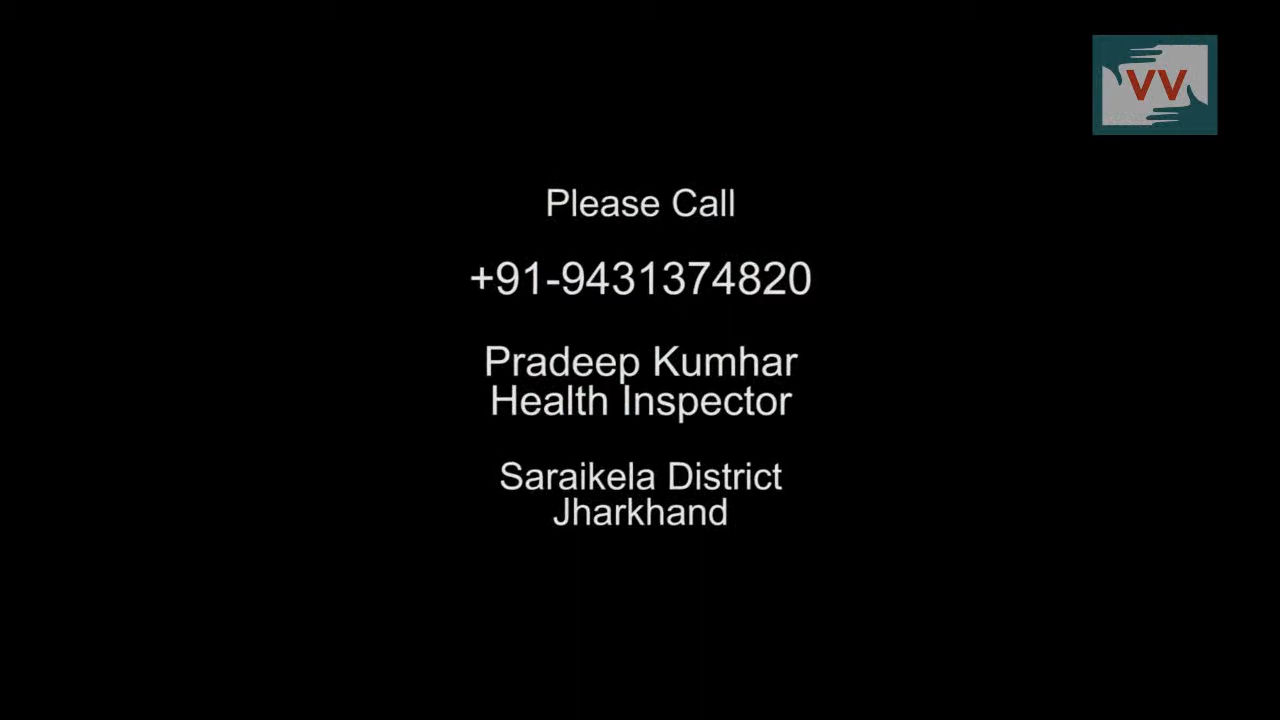 VV
Please Call
+91-9431374820
Pradeep Kumhar
Health Inspector
Saraikela District
Jharkhand